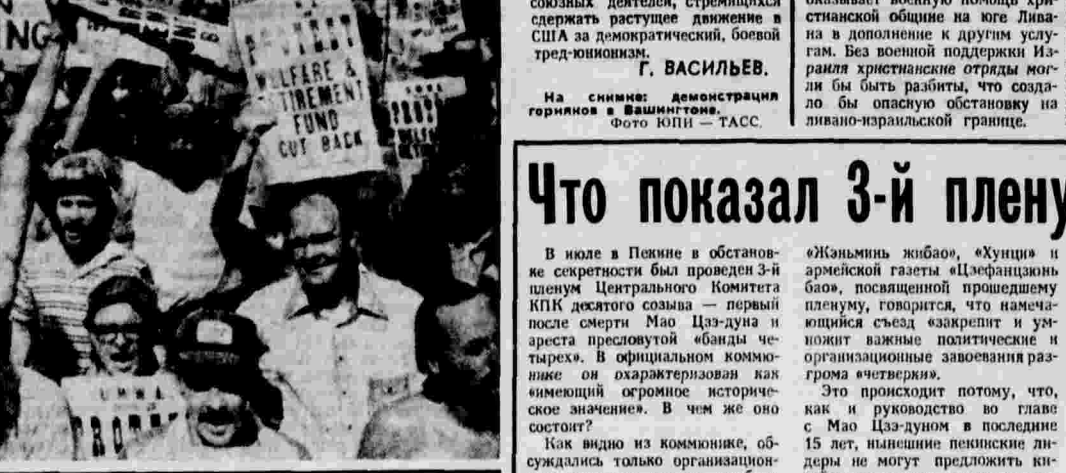 NG
WELFARE &
RETIREMENT
FUND
CUT BACK
U M W A
союзных деятелей, стремящихся
сдержать растущее движение в
США за демократический, боевой
тред-юнионизм.
Г. ВАСИЛЬЕВ.
На снимке: демонстрация
горняков в Вашингтоне.
Фото ЮПИ — ТАСС.
оказывает военную помощь хри-
стианской общине на юге Лива-
на в дополнение к другим услу-
гам. Без военной поддержки Из-
раиля христианские отряды мог-
ли бы быть разбиты, что созда-
ло бы опасную обстановку на
ливано-израильской границе.
Что показал 3-й плену
В июле в Пекине в обстанов-
ке секретности был проведен 3-й
пленум Центрального Комитета
КПК десятого созыва — первый
после смерти Мао Цзэ-дуна и
ареста пресловутой «банды че-
тырех». В официальном коммю-
нике он охарактеризован как
«имеющий огромное историче-
ское значение». В чем же оно
состоит?
Как видно из коммюнике, об-
суждались только организацион-
«Жэньминь жибао», «Хунци» и
армейской газеты «Цзефанцзюнь
бао», посвященной прошедшему
пленуму, говорится, что намеча-
ющийся съезд «закрепит и ум-
ножит важные политические и
организационные завоевания раз-
грома «четверки».
Это происходит потому, что,
как и руководство во главе
с Мао Цзэ-дуном в последние
15 лет, нынешние пекинские ли-
деры не могут предложить ки-